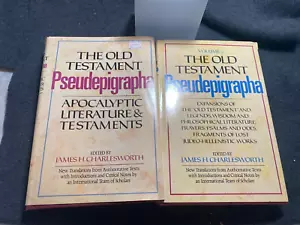 THE OLD
TESTAMENT
Pseudepigrapha
APOCALYPTIC
LITERATURE &
TESTAMENTS
EDITED BY
JAMES H. CHARLESWORTH
New Translations from Authoritative Texts
with Introductions and Critical Notes by
an International Team of Scholars
VOLUME
THE OLD
TESTAMENT
Pseudepigrapha
EXPANSIONS OF
THE "OLD TESTAMENT" AND
LEGENDS, WISDOM AND
PHILOSOPHICAL LITERATURE,
PRAYERS, PSALMS AND ODES,
FRAGMENTS OF LOST
JUDEO-HELLENISTIC WORKS
EDITED BY
JAMES H. CHARLESWORTH
New Translations from Authoritative Texts
with Introductions and Critical Notes by
an International Team of Scholars